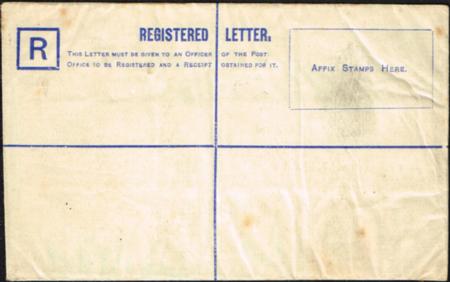 R
REGISTERED LETTER.
THIS LETTER MUST BE GIVEN TO AN OFFICER OF THE POST
OFFICE TO BE REGISTERED AND A RECEIPT OBTAINED FOR IT.
AFFIX STAMPS HERE.